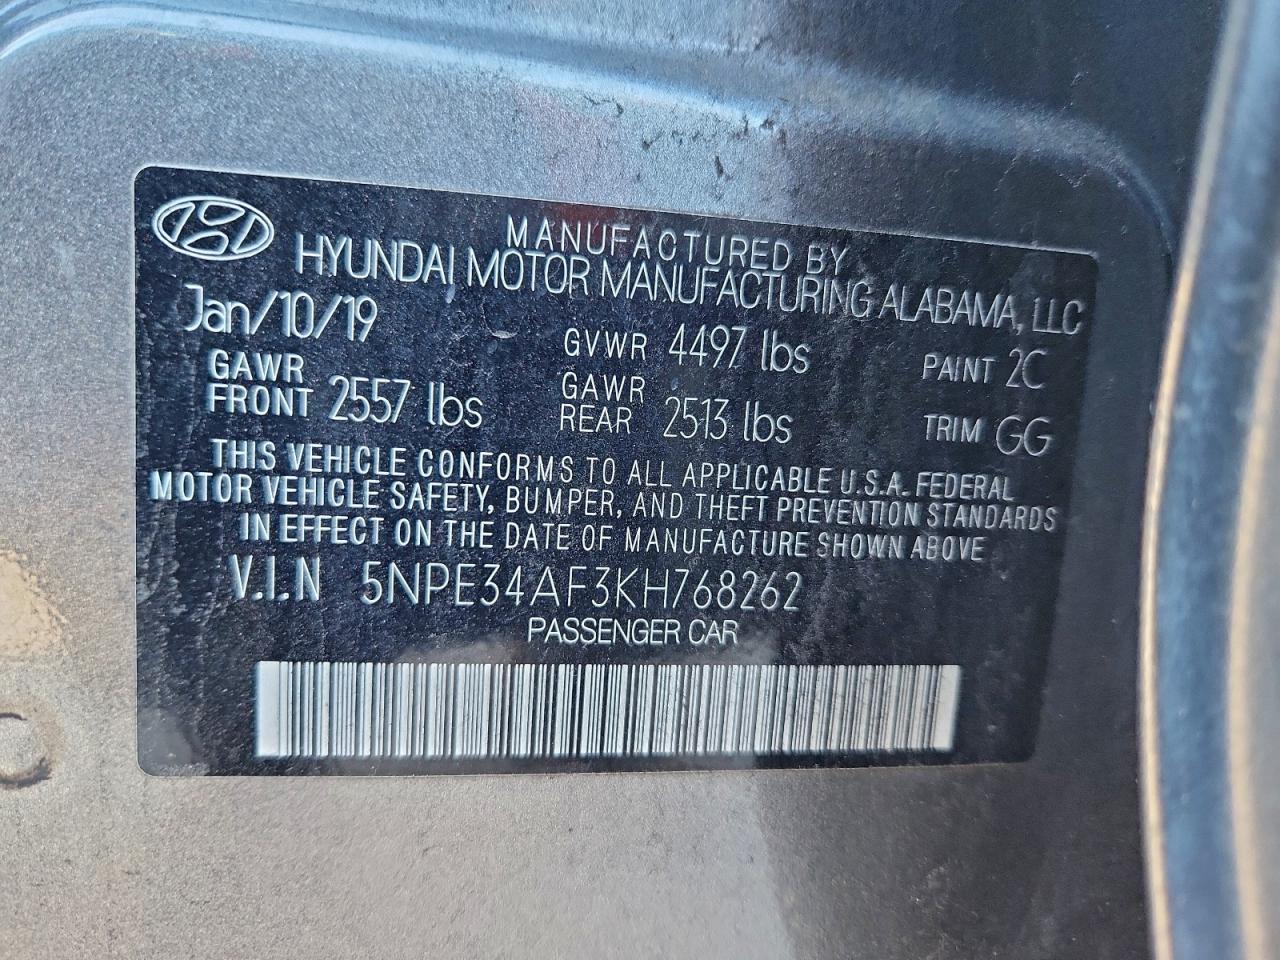 MANUFACTURED BY
HYUNDAI MOTOR MANUFACTURING ALABAMA, LLC
Jan/10/19 GVWR 4497 lbs PAINT 2C
GAWR FRONT 2557 lbs GAWR REAR 2513 lbs TRIM GG
THIS VEHICLE CONFORMS TO ALL APPLICABLE U.S.A. FEDERAL
MOTOR VEHICLE SAFETY, BUMPER, AND THEFT PREVENTION STANDARDS
IN EFFECT ON THE DATE OF MANUFACTURE SHOWN ABOVE
V.I.N 5NPE34AF3KH768262
PASSENGER CAR